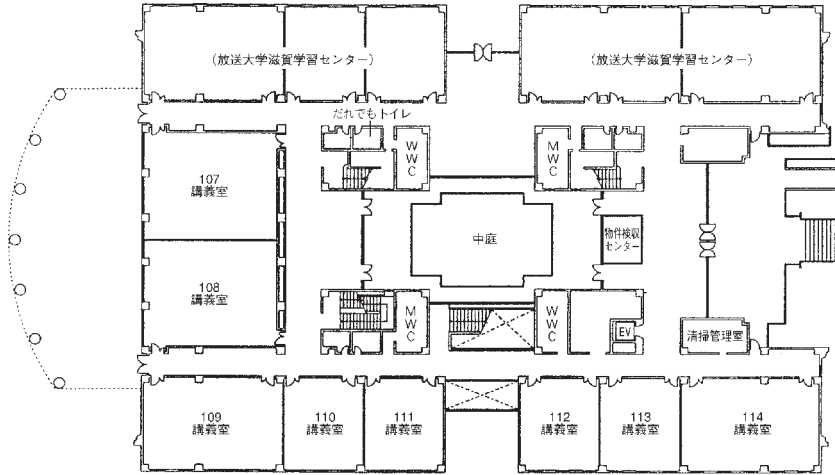 (放送大学滋賀学習センター)
(放送大学滋賀学習センター)
だれでもトイレ
WWC
MWC
107
講義室
中庭
物件検収
センター
108
講義室
MWC
WWC
EV
清掃管理室
109
講義室
110
講義室
111
講義室
112
講義室
113
講義室
114
講義室